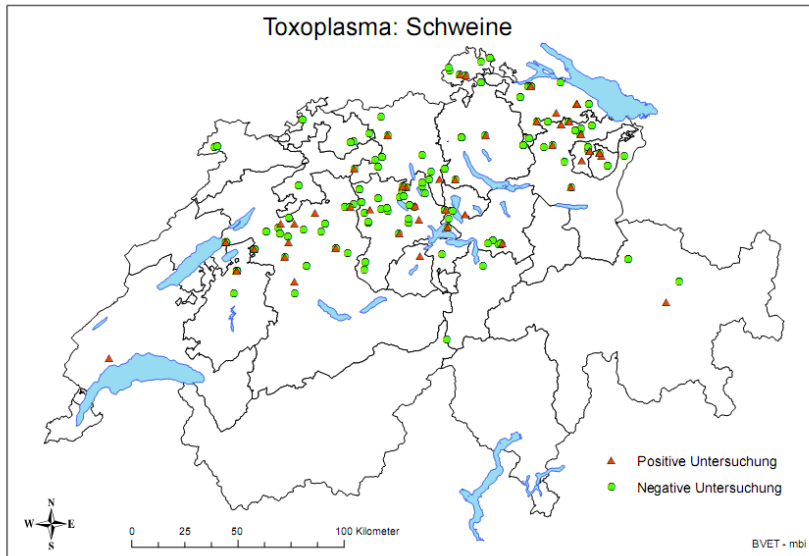 Toxoplasma: Schweine
Positive Untersuchung
Negative Untersuchung
N
W E
S
0 25 50 100 Kilometer
BVET - mbi